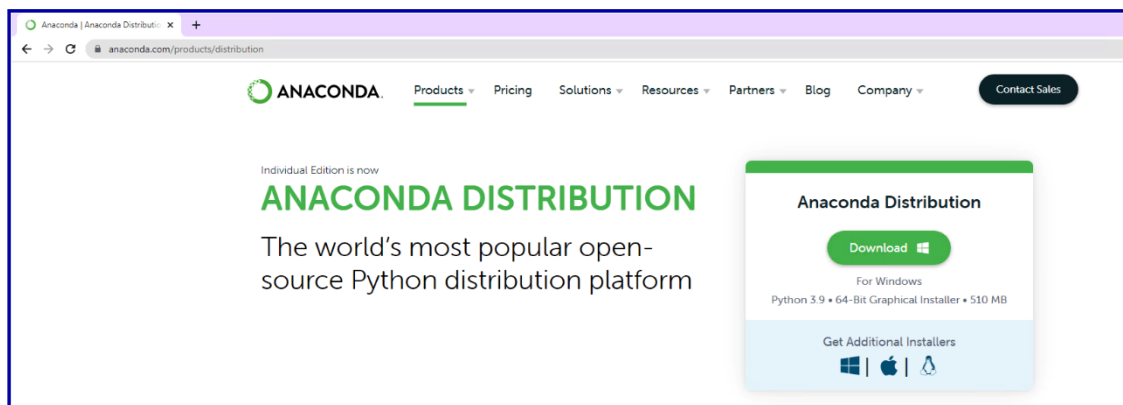 Anaconda | Anaconda Distributio
anaconda.com/products/distribution
ANACONDA.
Products
Pricing
Solutions
Resources
Partners
Blog
Company
Contact Sales
Individual Edition is now
ANACONDA DISTRIBUTION
The world's most popular open-
source Python distribution platform
Anaconda Distribution
Download
For Windows
Python 3.9 • 64-Bit Graphical Installer • 510 MB
Get Additional Installers